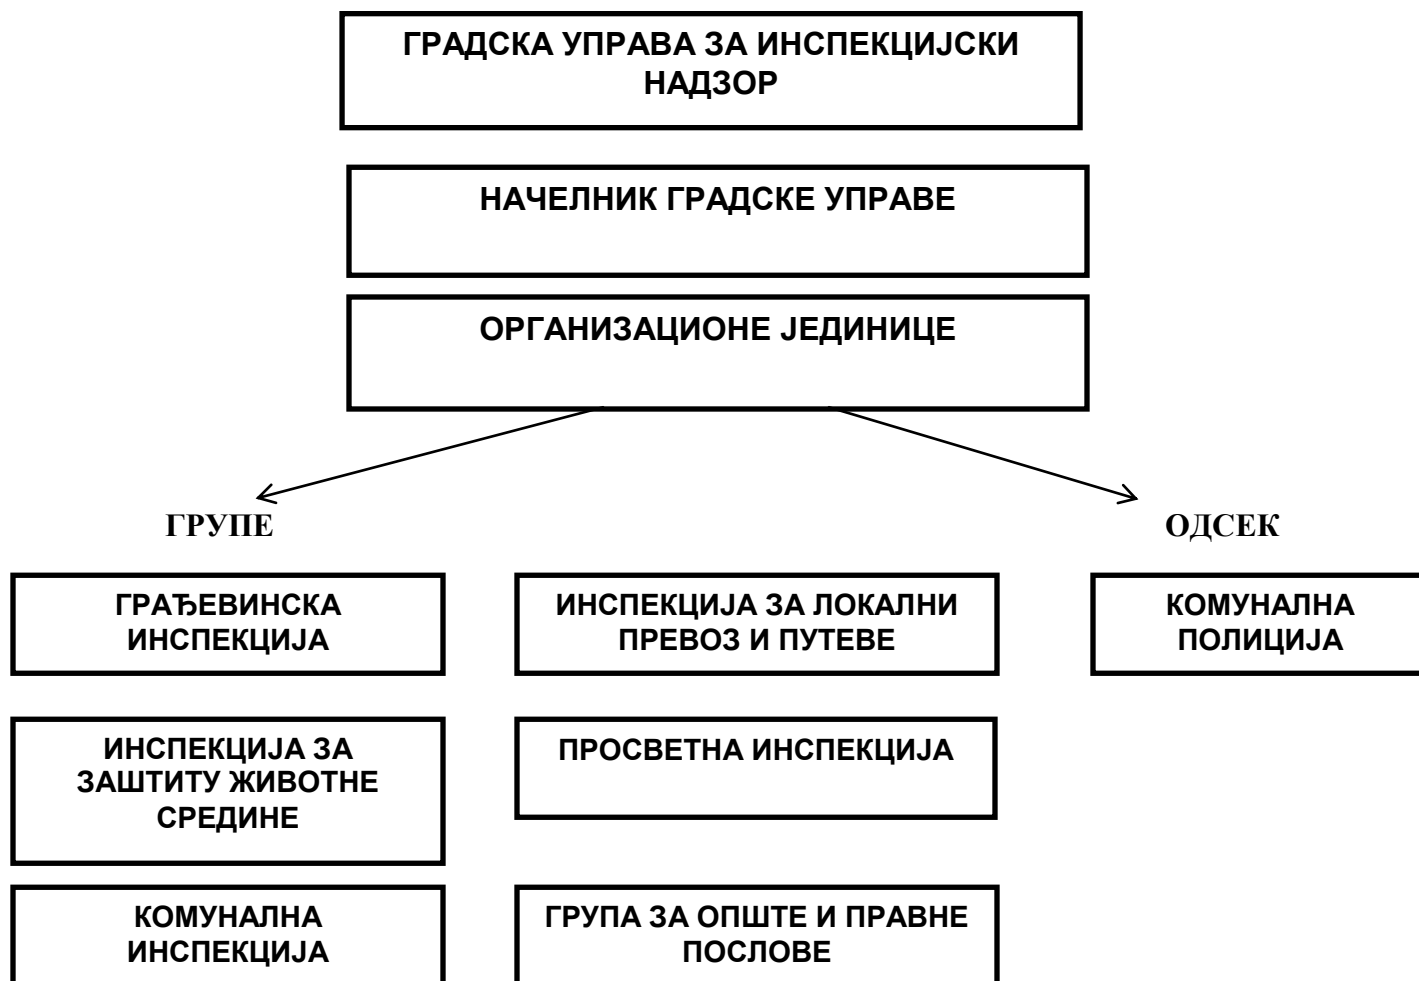 ГРАДСКА УПРАВА ЗА ИНСПЕКЦИЈСКИ
НАДЗОР
НАЧЕЛНИК ГРАДСКЕ УПРАВЕ
ОРГАНИЗАЦИОНЕ ЈЕДИНИЦЕ
ГРУПЕ
ОДСЕК
ГРАЂЕВИНСКА
ИНСПЕКЦИЈА
ИНСПЕКЦИЈА ЗА ЛОКАЛНИ
ПРЕВОЗ И ПУТЕВЕ
КОМУНАЛНА
ПОЛИЦИЈА
ИНСПЕКЦИЈА ЗА
ЗАШТИТУ ЖИВОТНЕ
СРЕДИНЕ
ПРОСВЕТНА ИНСПЕКЦИЈА
КОМУНАЛНА
ИНСПЕКЦИЈА
ГРУПА ЗА ОПШТЕ И ПРАВНЕ
ПОСЛОВЕ